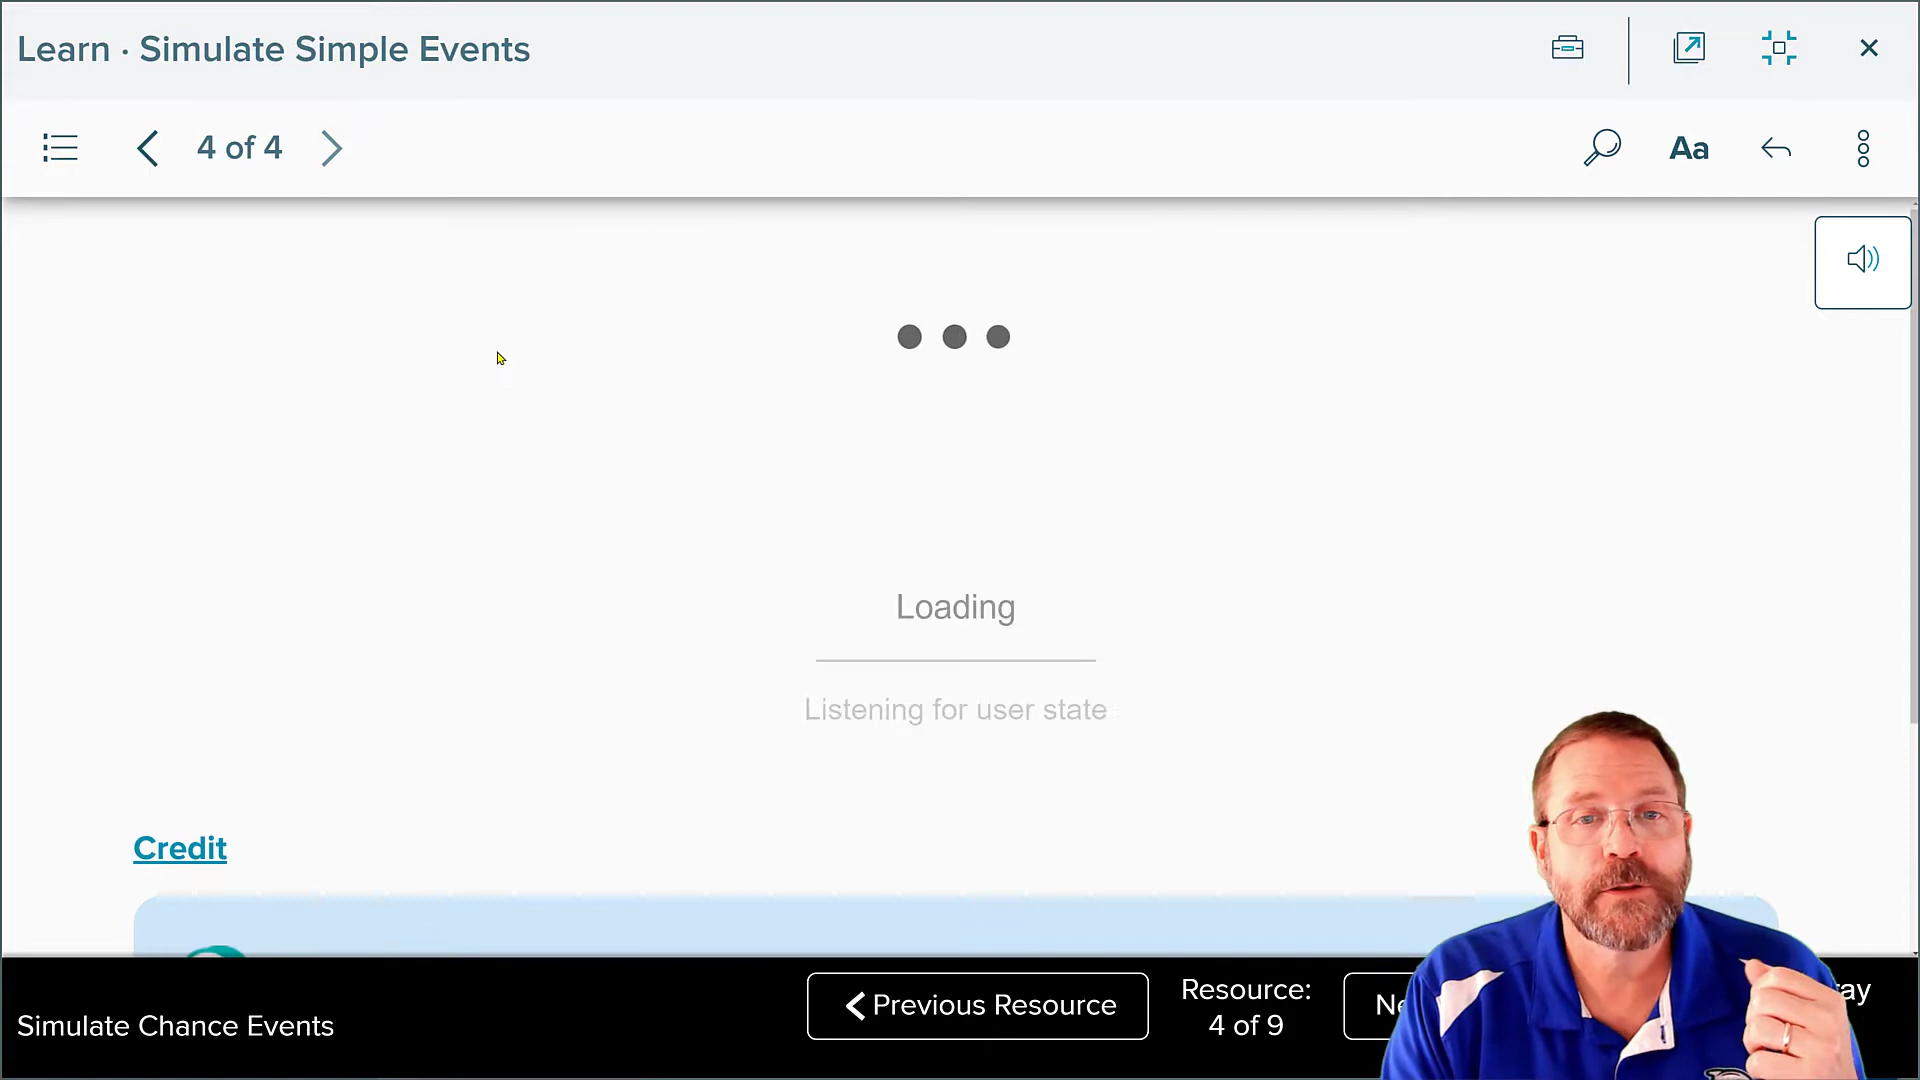 Learn · Simulate Simple Events
4 of 4
Aa
Loading
Listening for user state
Credit
Simulate Chance Events
Previous Resource
Resource:
4 of 9